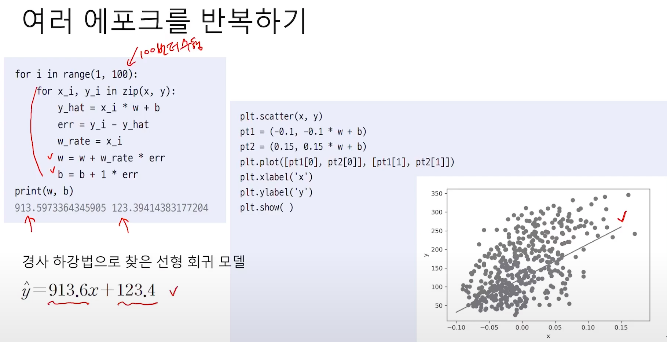 여러 에포크를 반복하기
100번 더 수행
for i in range(1, 100):
for x_i, y_i in zip(x, y):
y_hat = x_i * w + b
err = y_i - y_hat
w_rate = x_i
w = w + w_rate * err
b = b + 1 * err
print(w, b)
913.5973364345905 123.39414383177204
경사 하강법으로 찾은 선형 회귀 모델
ŷ=913.6x+123.4
plt.scatter(x, y)
pt1 = (-0.1, -0.1 * w + b)
pt2 = (0.15, 0.15 * w + b)
plt.plot([pt1[0], pt2[0]], [pt1[1], pt2[1]])
plt.xlabel('x')
plt.ylabel('y')
plt.show( )
350
300
250
200
150
100
50
y
-0.10 -0.05 0.00 0.05 0.10 0.15
x